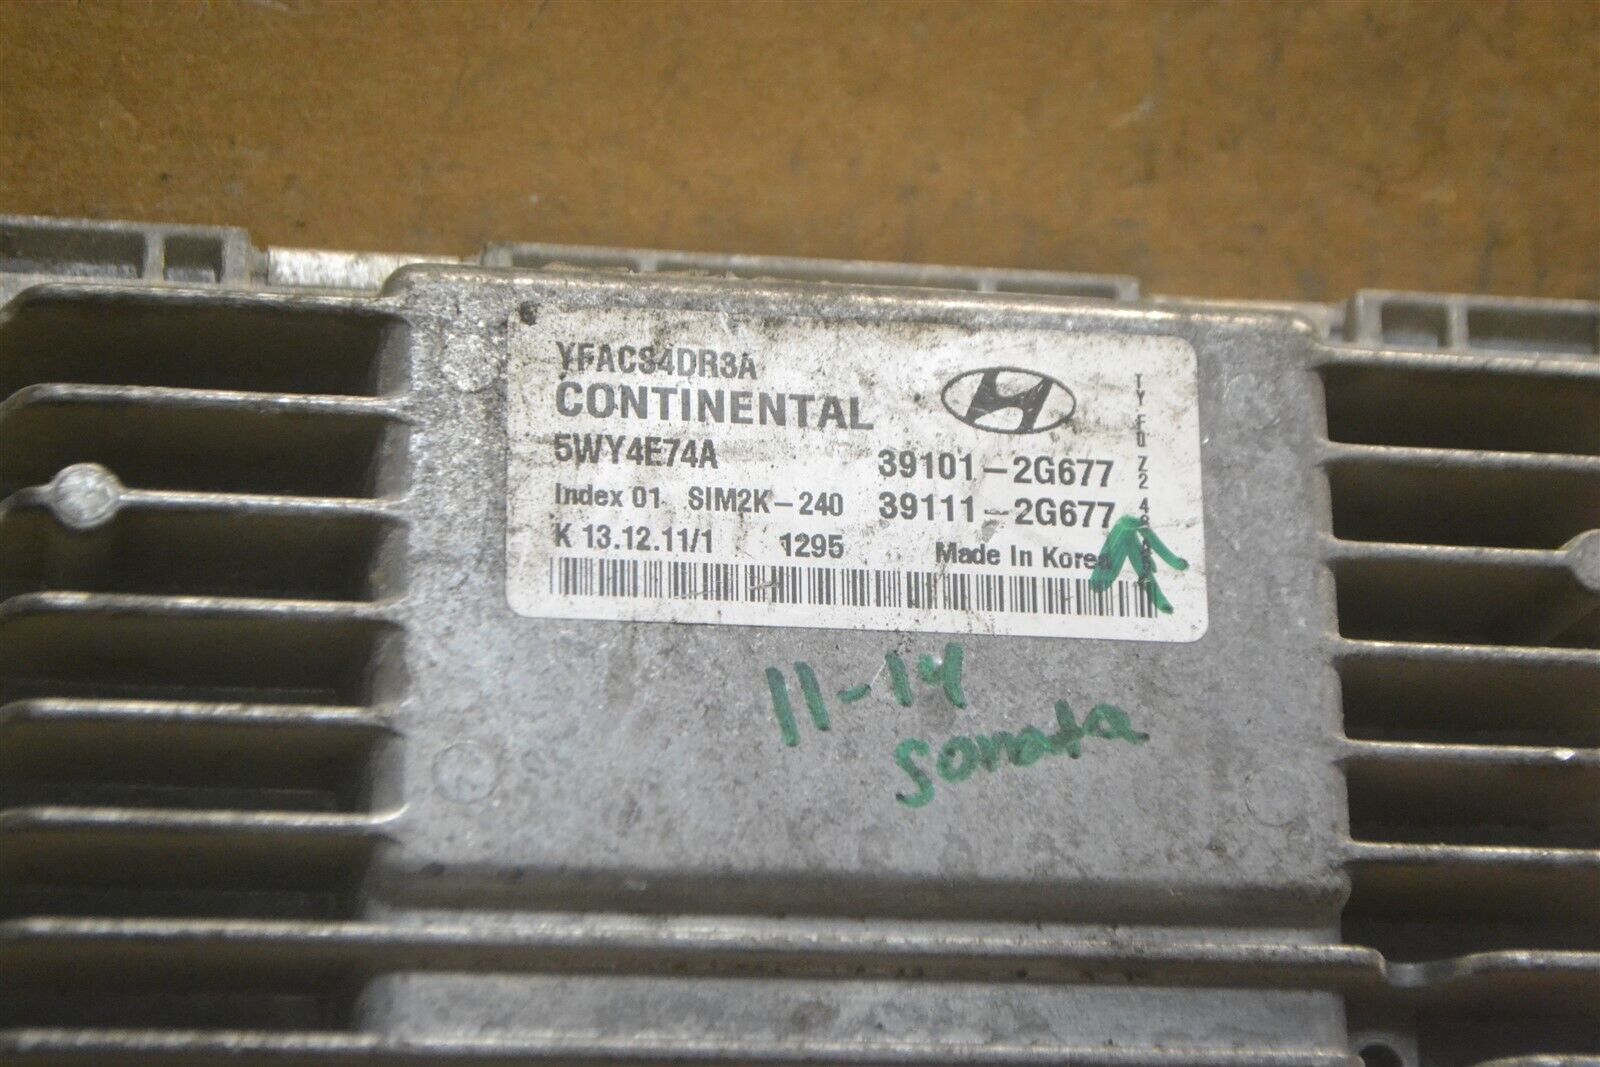 YFACS4DR3A
CONTINENTAL
5WY4E74A
39101-2G677
Index 01 SIM2K-240 39111-2G677
K 13.12.11/1 1295 Made In Korea
11-14
Sonata